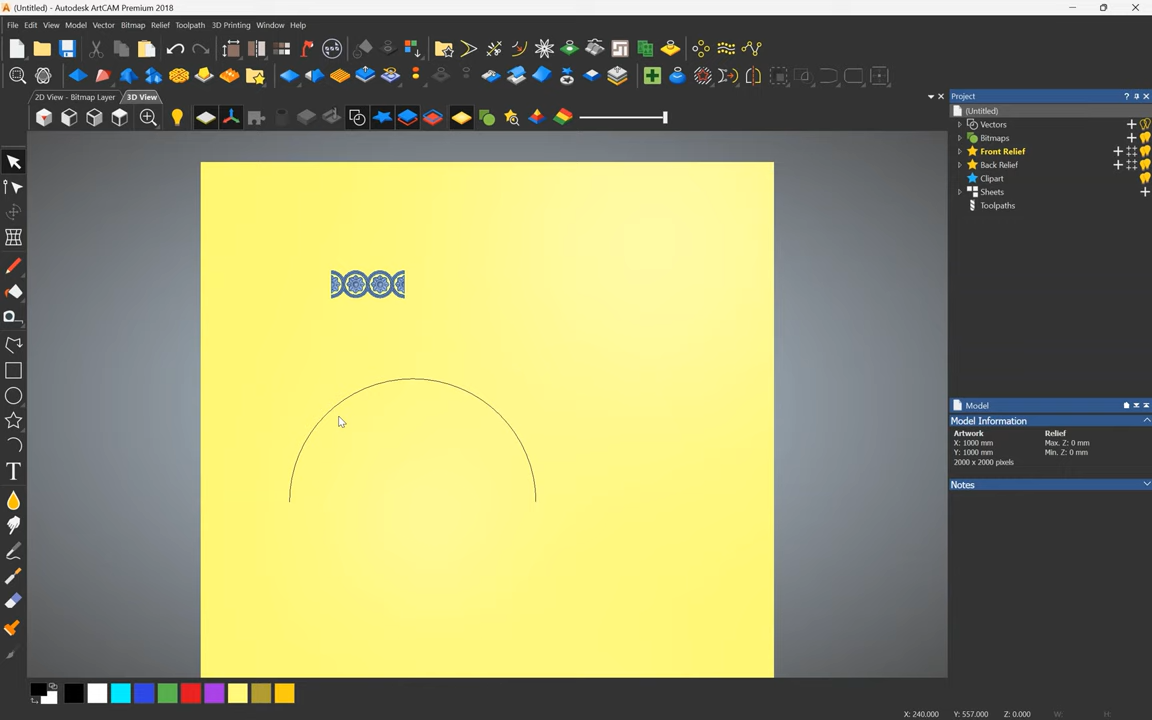 (Untitled) - Autodesk ArtCAM Premium 2018
File Edit View Model Vector Bitmap Relief Toolpath 3D Printing Window Help
2D View - Bitmap Layer 3D View
Project
(Untitled)
Vectors
Bitmaps
Front Relief
Back Relief
Clipart
Sheets
Toolpaths
Model
Model Information
Artwork Relief
X: 1000 mm Max. Z: 0 mm
Y: 1000 mm Min. Z: 0 mm
2000 x 2000 pixels
Notes
X: 240.000 Y: 557.000 Z: 0.000 W: H: